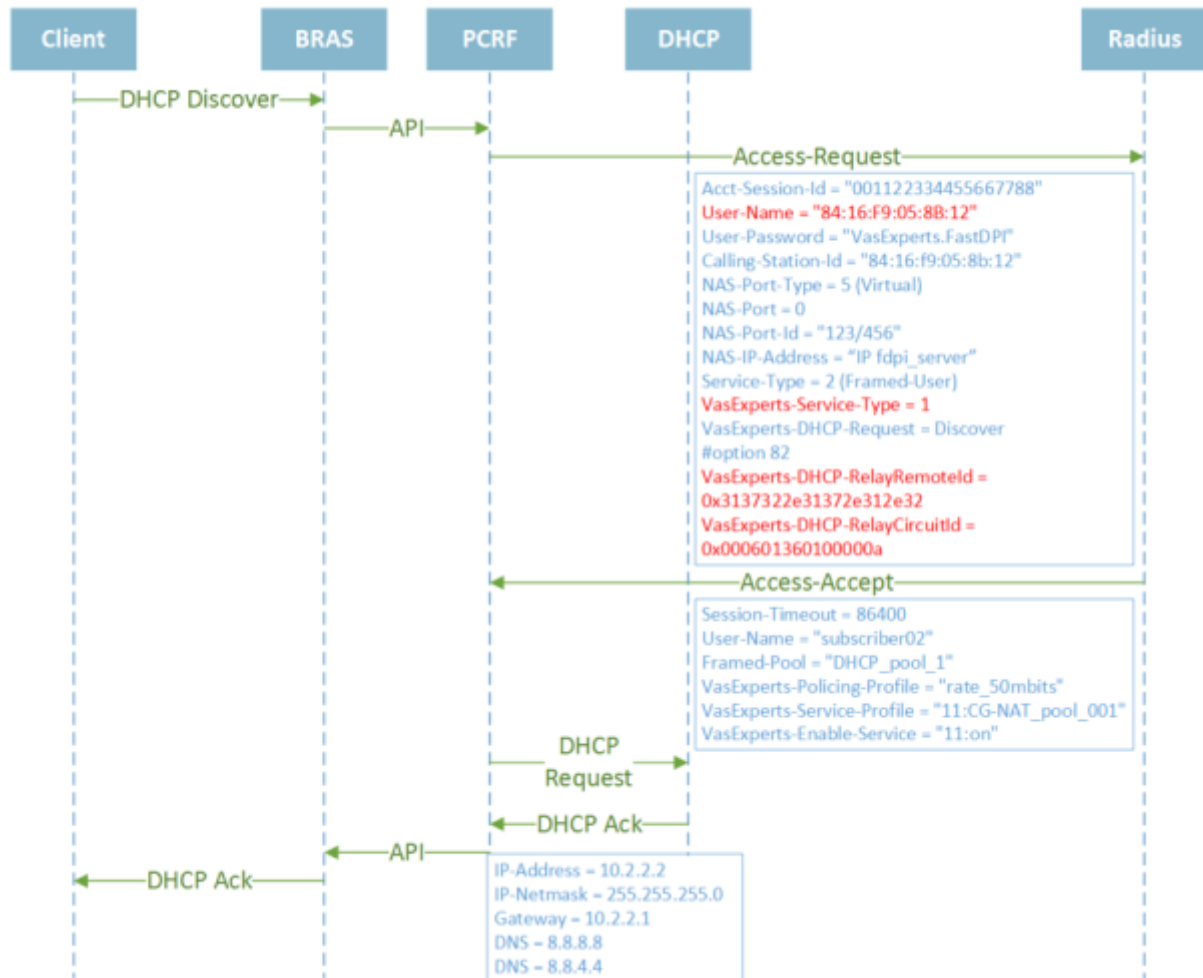 Client
BRAS
PCRF
DHCP
Radius
DHCP Discover
API
Access-Request
Acct-Session-Id = "001122334455667788"
User-Name = "84:16:F9:05:8B:12"
User-Password = "VasExperts.FastDPI"
Calling-Station-Id = "84:16:f9:05:8b:12"
NAS-Port-Type = 5 (Virtual)
NAS-Port = 0
NAS-Port-Id = "123/456"
NAS-IP-Address = “IP fdpi_server”
Service-Type = 2 (Framed-User)
VasExperts-Service-Type = 1
VasExperts-DHCP-Request = Discover
#option 82
VasExperts-DHCP-RelayRemoteId =
0x3137322e31372e312e32
VasExperts-DHCP-RelayCircuitId =
0x000601360100000a
Access-Accept
Session-Timeout = 86400
User-Name = "subscriber02"
Framed-Pool = "DHCP_pool_1"
VasExperts-Policing-Profile = "rate_50mbits"
VasExperts-Service-Profile = "11:CG-NAT_pool_001"
VasExperts-Enable-Service = "11:on"
DHCP
Request
DHCP Ack
API
DHCP Ack
IP-Address = 10.2.2.2
IP-Netmask = 255.255.255.0
Gateway = 10.2.2.1
DNS = 8.8.8.8
DNS = 8.8.4.4